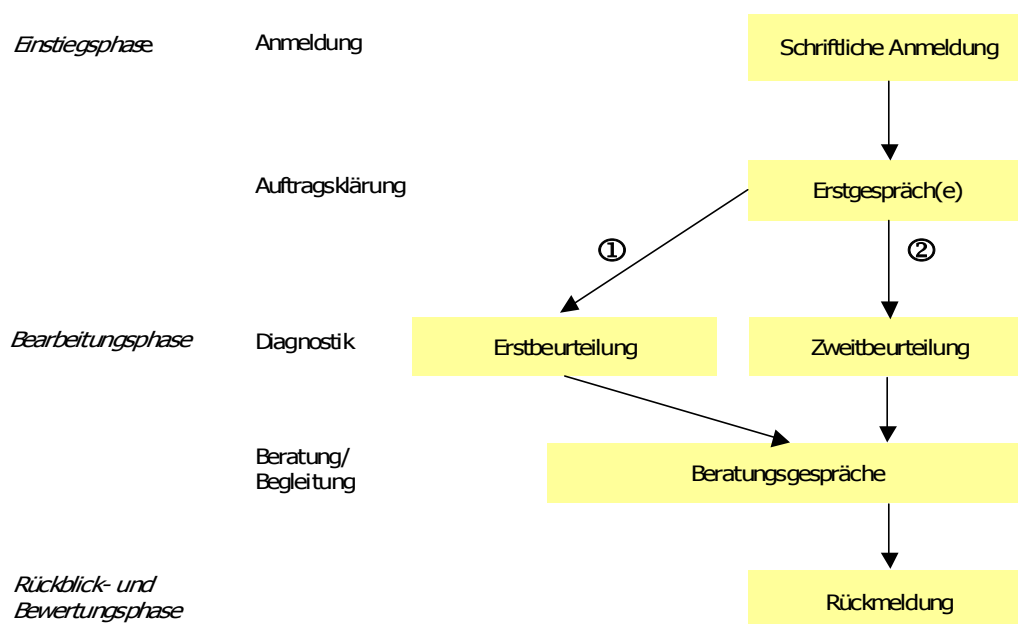 Einstiegsphase
Anmeldung
Schriftliche Anmeldung
Auftragsklärung
Erstgespräch(e)
①
②
Bearbeitungsphase
Diagnostik
Erstbeurteilung
Zweitbeurteilung
Beratung/
Begleitung
Beratungsgespräche
Rückblick- und
Bewertungsphase
Rückmeldung